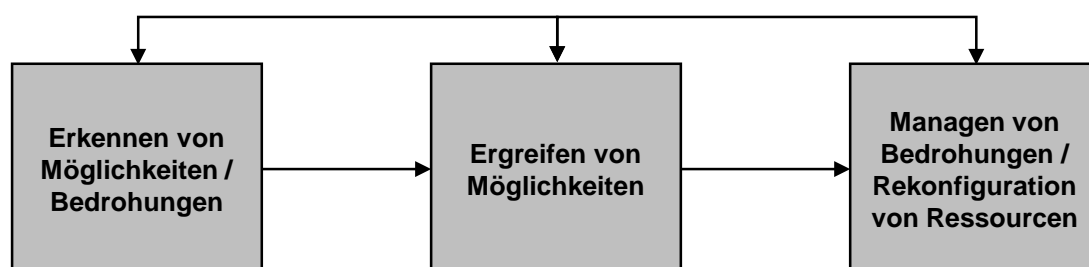 Erkennen von
Möglichkeiten /
Bedrohungen
Ergreifen von
Möglichkeiten
Managen von
Bedrohungen /
Rekonfiguration
von Ressourcen